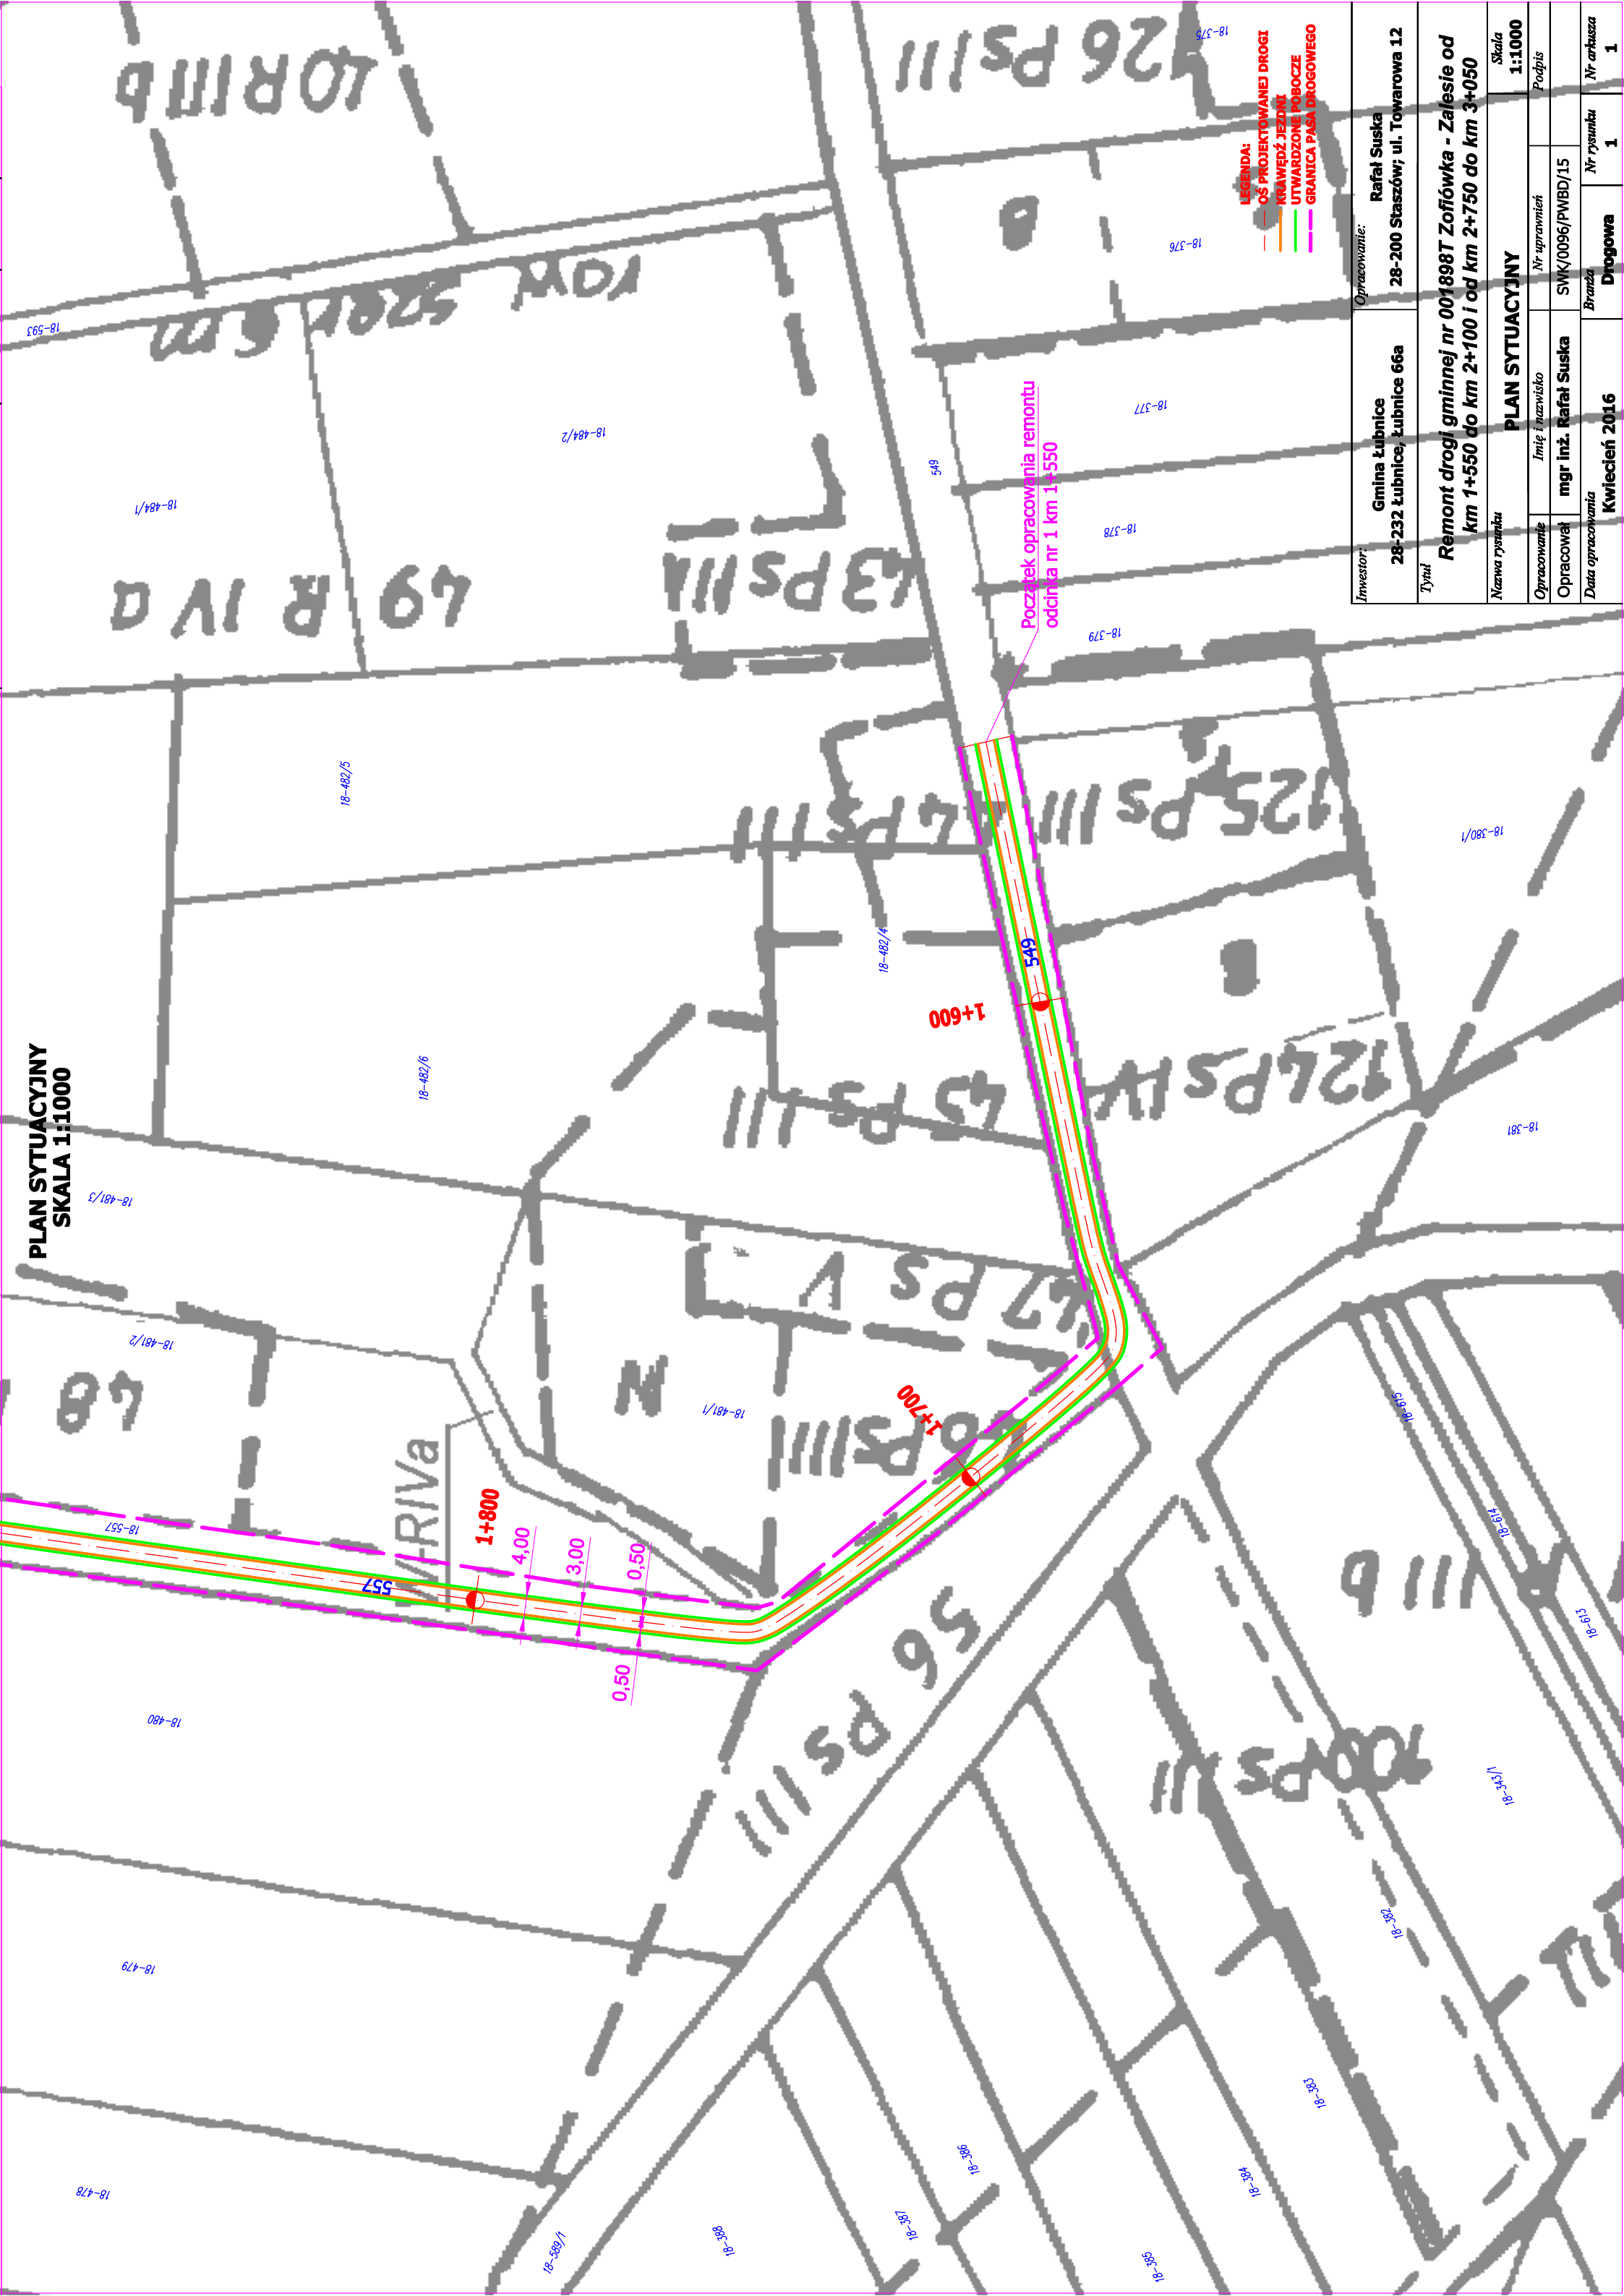 PLAN SYTUACYJNY
SKALA 1:1000
LEGENDA:
OŚ PROJEKTOWANEJ DROGI
KRAWĘDŹ JEZDNI
UTWARDZONE POBOCZE
GRANICA PASA DROGOWEGO
Początek opracowania remontu
odcinka nr 1 km 1+550
1+600
1+700
1+800
4,00
3,00
0,50
0,50
549
549
557
18-557
18-593
18-484/1
18-484/2
18-482/5
18-482/6
18-482/4
18-481/3
18-481/2
18-481/1
18-480
18-479
18-478
18-589/1
18-388
18-387
18-386
18-385
18-384
18-383
18-382
18-343/1
18-613
18-614
18-615
18-381
18-380/1
18-379
18-378
18-377
18-376
18-375
rów szer 6 m
49 R IVa
43 Ps III
45 Ps III
47 Ps V
48
N
56 Ps III
100 Ps III
III b
124 Ps IV
125 Ps III
126 Ps III
Inwestor:
Gmina Łubnice
28-232 Łubnice, Łubnice 66a
Opracowanie:
Rafał Suska
28-200 Staszów; ul. Towarowa 12
Tytuł
Remont drogi gminnej nr 001898T Zofiówka - Zalesie od
km 1+550 do km 2+100 i od km 2+750 do km 3+050
Nazwa rysunku
PLAN SYTUACYJNY
Skala
1:1000
Opracowanie
Imię i nazwisko
Nr uprawnień
Podpis
Opracował
mgr inż. Rafał Suska
SWK/0096/PWBD/15
Data opracowania
Kwiecień 2016
Branża
Drogowa
Nr rysunku
1
Nr arkusza
1